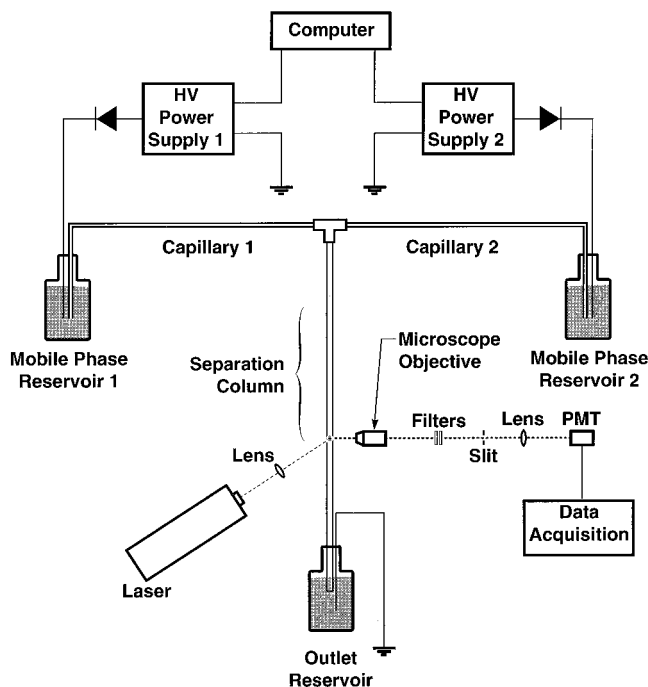 Computer
HV
Power
Supply 1
HV
Power
Supply 2
Capillary 1
Capillary 2
Mobile Phase
Reservoir 1
Mobile Phase
Reservoir 2
Separation
Column
Microscope
Objective
Filters
Slit
Lens
PMT
Lens
Laser
Data
Acquisition
Outlet
Reservoir